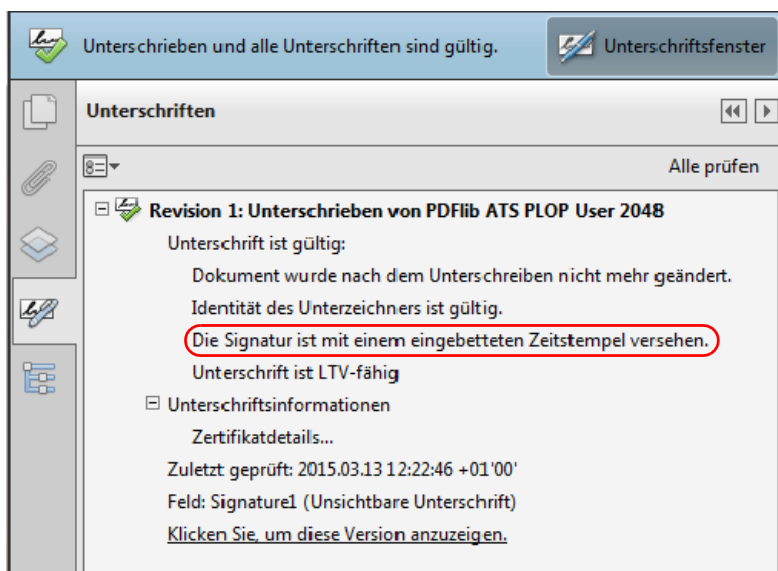 Unterschrieben und alle Unterschriften sind gültig.
Unterschriftsfenster
Unterschriften
Alle prüfen
Revision 1: Unterschrieben von PDFlib ATS PLOP User 2048
Unterschrift ist gültig:
Dokument wurde nach dem Unterschreiben nicht mehr geändert.
Identität des Unterzeichners ist gültig.
Die Signatur ist mit einem eingebetteten Zeitstempel versehen.
Unterschrift ist LTV-fähig
Unterschriftsinformationen
Zertifikatdetails...
Zuletzt geprüft: 2015.03.13 12:22:46 +01'00'
Feld: Signature1 (Unsichtbare Unterschrift)
Klicken Sie, um diese Version anzuzeigen.